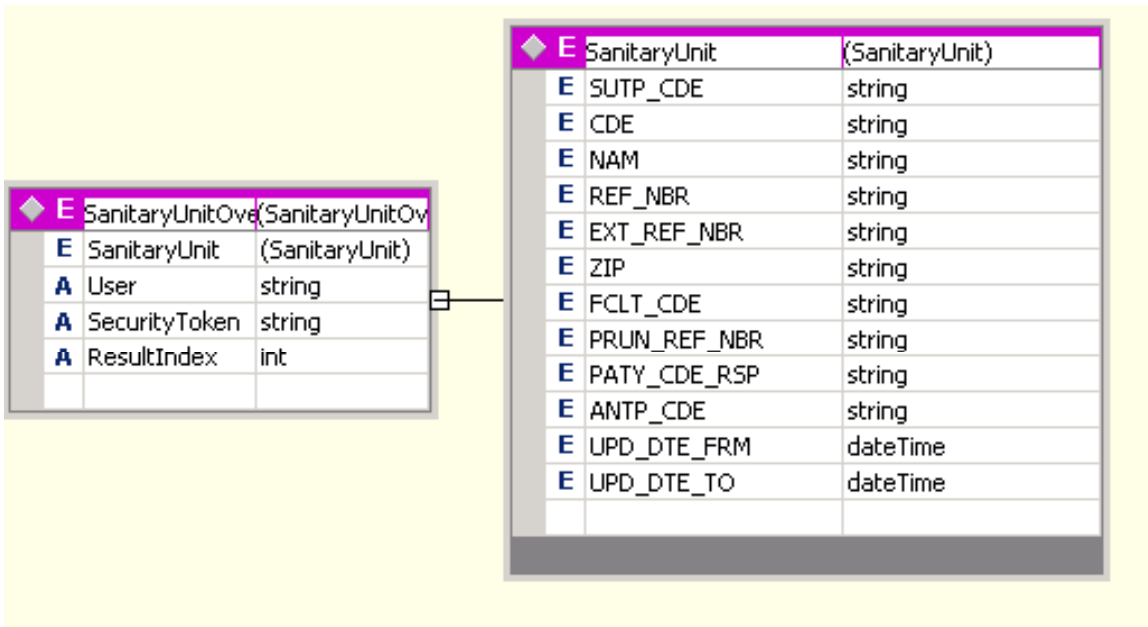 E SanitaryUnitOve (SanitaryUnitOv
E SanitaryUnit (SanitaryUnit)
A User string
A SecurityToken string
A ResultIndex int
E SanitaryUnit (SanitaryUnit)
E SUTP_CDE string
E CDE string
E NAM string
E REF_NBR string
E EXT_REF_NBR string
E ZIP string
E FCLT_CDE string
E PRUN_REF_NBR string
E PATY_CDE_RSP string
E ANTP_CDE string
E UPD_DTE_FRM dateTime
E UPD_DTE_TO dateTime